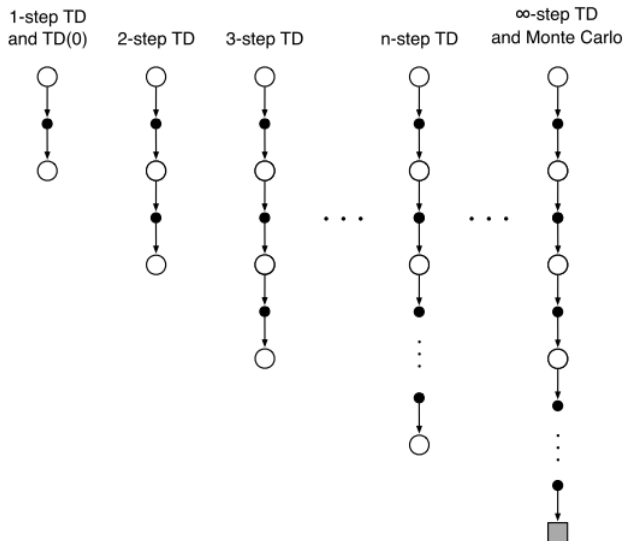 1-step TD
and TD(0)
2-step TD
3-step TD
n-step TD
∞-step TD
and Monte Carlo